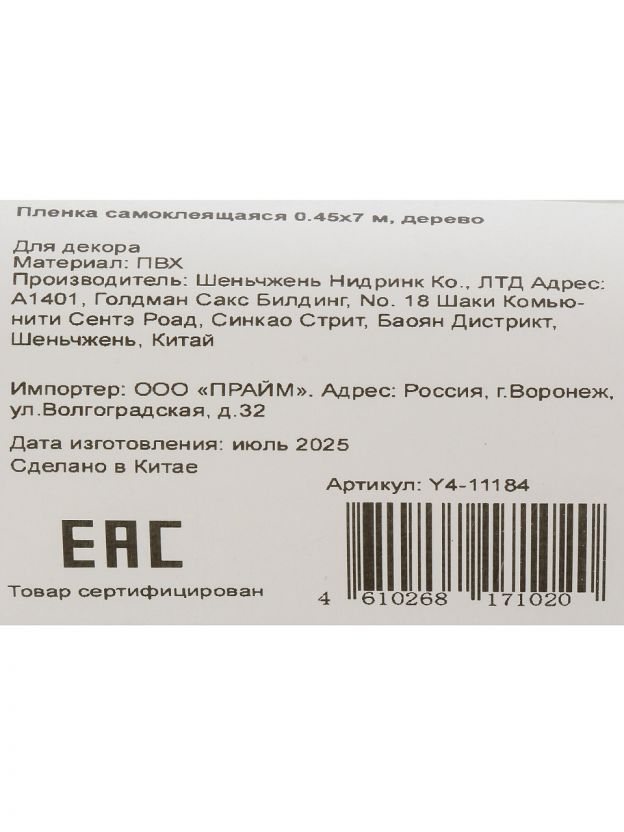 Пленка самоклеящаяся 0.45х7 м, дерево
Для декора
Материал: ПВХ
Производитель: Шеньчжень Нидринк Ко., ЛТД Адрес:
А1401, Голдман Сакс Билдинг, No. 18 Шаки Комью-
нити Сентэ Роад, Синкао Стрит, Баоян Дистрикт,
Шеньчжень, Китай
Импортер: ООО «ПРАЙМ». Адрес: Россия, г.Воронеж,
ул.Волгоградская, д.32
Дата изготовления: июль 2025
Сделано в Китае
Артикул: Y4-11184
ЕАС
Товар сертифицирован
4 610268 171020